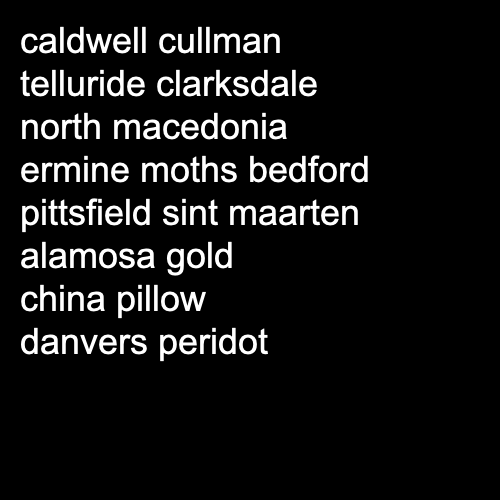 caldwell cullman
telluride clarksdale
north macedonia
ermine moths bedford
pittsfield sint maarten
alamosa gold
china pillow
danvers peridot